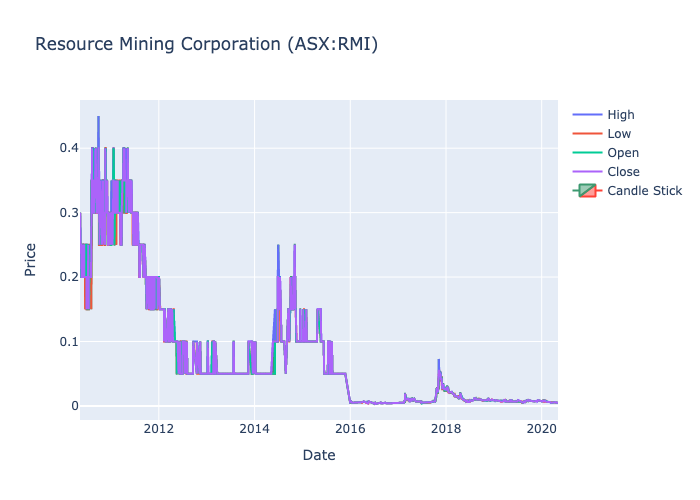 Resource Mining Corporation (ASX:RMI)
High
Low
Open
Close
Candle Stick
0.4
0.3
0.2
0.1
0
Price
2012
2014
2016
2018
2020
Date